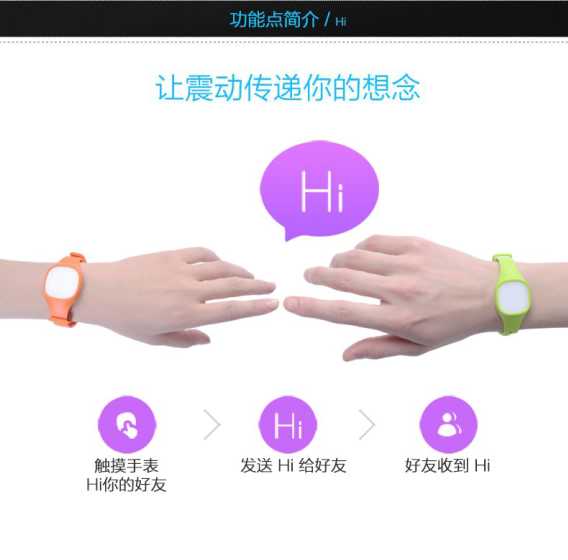 功能点简介 / Hi
让震动传递你的想念
Hi
Hi
触摸手表
Hi你的好友
发送 Hi 给好友
好友收到 Hi